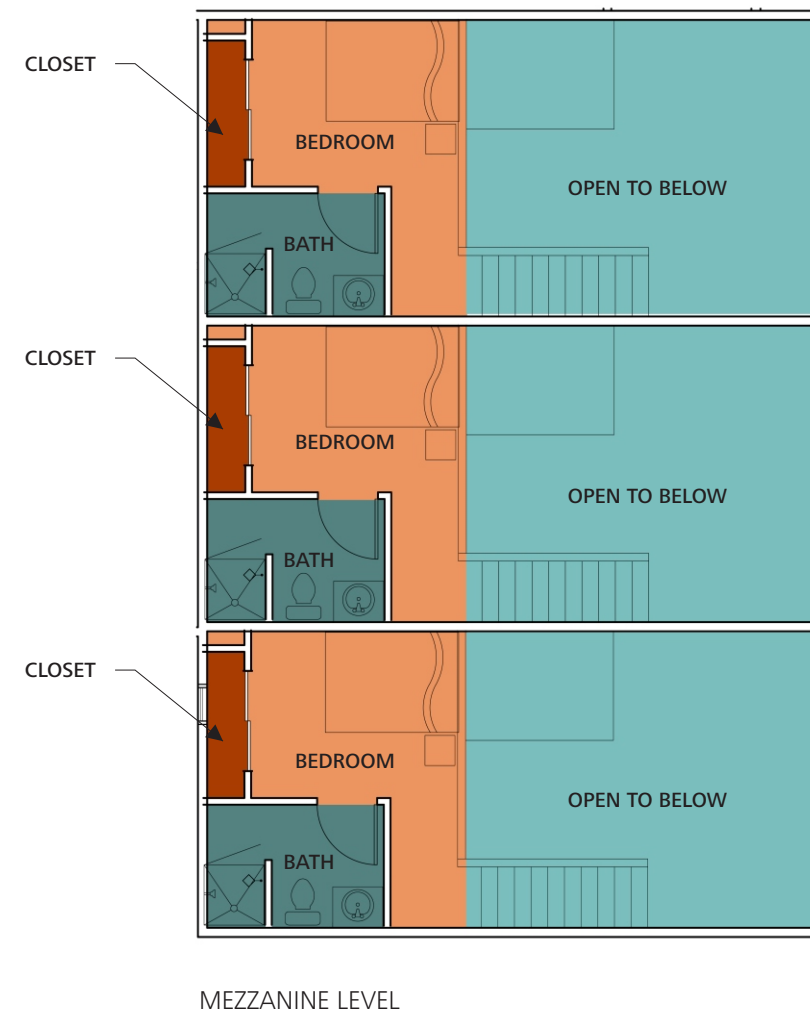 CLOSET
BEDROOM
OPEN TO BELOW
BATH
CLOSET
BEDROOM
OPEN TO BELOW
BATH
CLOSET
BEDROOM
OPEN TO BELOW
BATH
MEZZANINE LEVEL